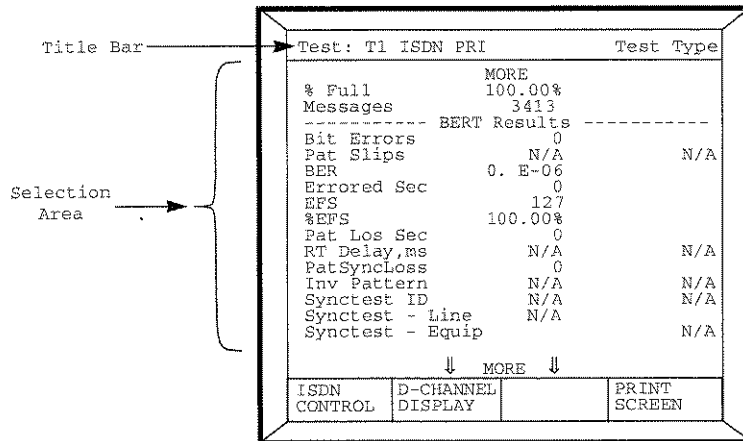 Title Bar
Test: T1 ISDN PRI Test Type
MORE
% Full 100.00%
Messages 3413
----------- BERT Results -----------
Bit Errors 0
Pat Slips N/A N/A
BER 0. E-06
Errored Sec 0
EFS 127
%EFS 100.00%
Pat Los Sec 0
RT Delay,ms N/A N/A
PatSyncLoss 0
Inv Pattern N/A N/A
Synctest ID N/A N/A
Synctest - Line N/A
Synctest - Equip N/A
Selection
Area
⇓ MORE ⇓
ISDN CONTROL
D-CHANNEL DISPLAY
PRINT SCREEN